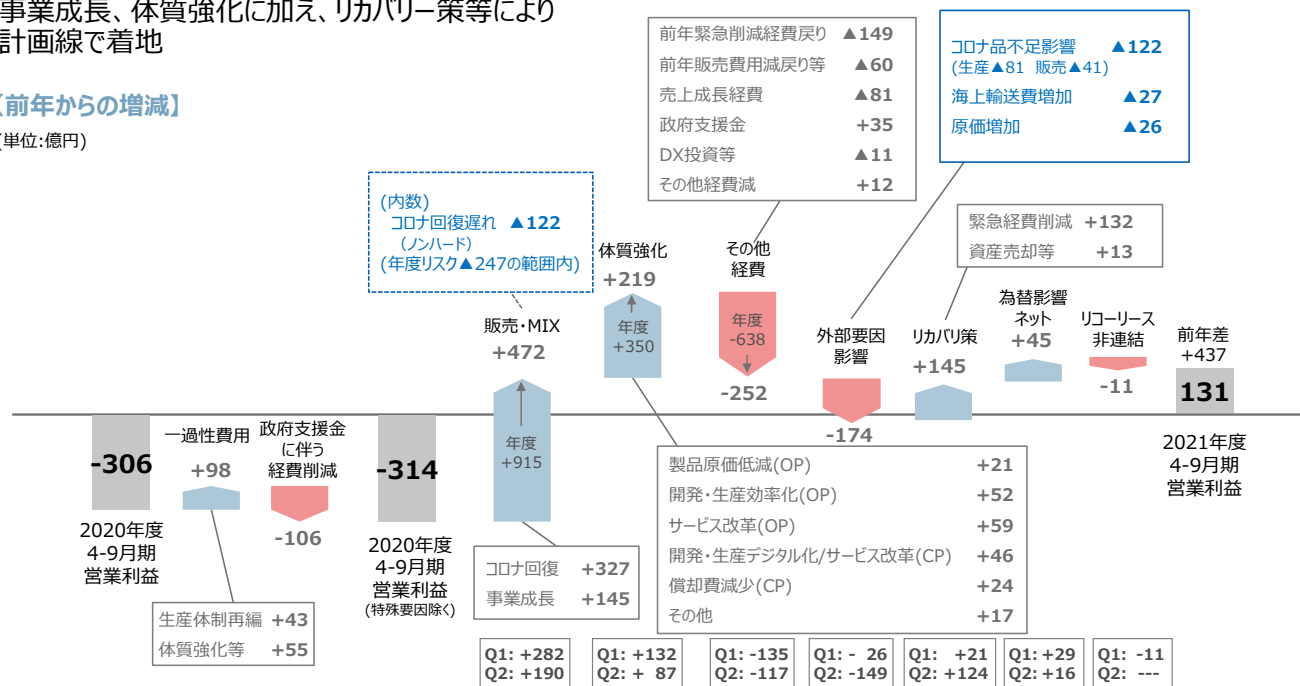 事業成長、体質強化に加え、リカバリー策等により
計画線で着地
【前年からの増減】
(単位:億円)
前年緊急削減経費戻り ▲149
前年販売費用減戻り等 ▲60
売上成長経費 ▲81
政府支援金 +35
DX投資等 ▲11
その他経費減 +12
コロナ品不足影響 ▲122
(生産▲81 販売▲41)
海上輸送費増加 ▲27
原価増加 ▲26
(内数)
コロナ回復遅れ ▲122
(ノンハード)
(年度リスク▲247の範囲内)
緊急経費削減 +132
資産売却等 +13
-306
2020年度
4-9月期
営業利益
一過性費用
+98
生産体制再編 +43
体質強化等 +55
政府支援金
に伴う
経費削減
-106
-314
2020年度
4-9月期
営業利益
(特殊要因除く)
販売・MIX
+472
年度
+915
コロナ回復 +327
事業成長 +145
体質強化
+219
年度
+350
製品原価低減(OP) +21
開発・生産効率化(OP) +52
サービス改革(OP) +59
開発・生産デジタル化/サービス改革(CP) +46
償却費減少(CP) +24
その他 +17
その他
経費
年度
-638
-252
外部要因
影響
-174
リカバリ策
+145
為替影響
ネット
+45
リコーリース
非連結
-11
前年差
+437
131
2021年度
4-9月期
営業利益
Q1: +282
Q2: +190
Q1: +132
Q2: + 87
Q1: -135
Q2: -117
Q1: - 26
Q2: -149
Q1: +21
Q2: +124
Q1: +29
Q2: +16
Q1: -11
Q2: ---